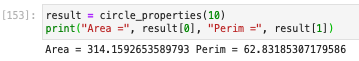 [153]: result = circle_properties(10)
print("Area =", result[0], "Perim =", result[1])
Area = 314.1592653589793 Perim = 62.83185307179586